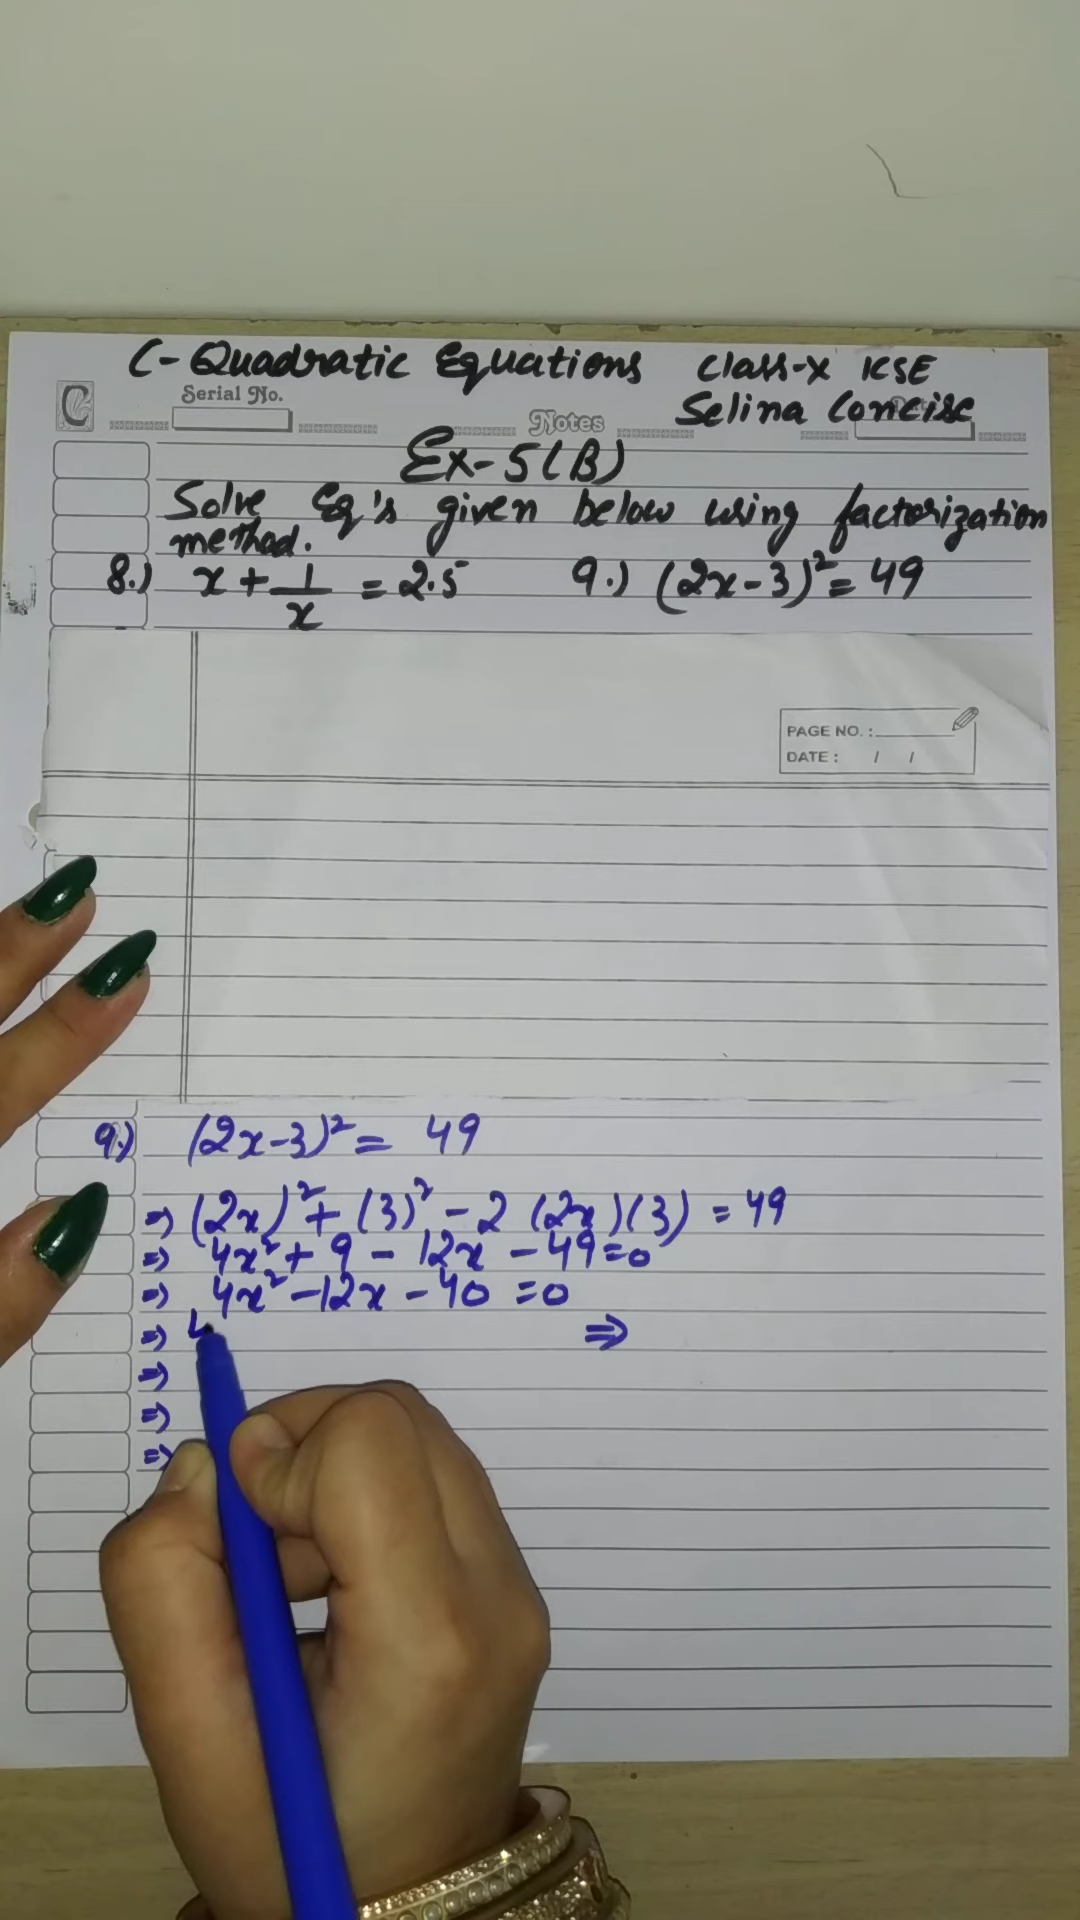 C- Quadratic Equations Class-X ICSE
Serial No.
C
Selina Concise
Notes
Ex-5(B)
Solve Eq's given below using factorization
method.
8.) x + 1/x = 2.5 9.) (2x-3)² = 49
PAGE NO. :
DATE : / /
9.) (2x-3)² = 49
⇒ (2x)² + (3)² - 2 (2x)(3) = 49
⇒ 4x² + 9 - 12x - 49 = 0
⇒ 4x² - 12x - 40 = 0
⇒ 4 ⇒
⇒
⇒
⇒